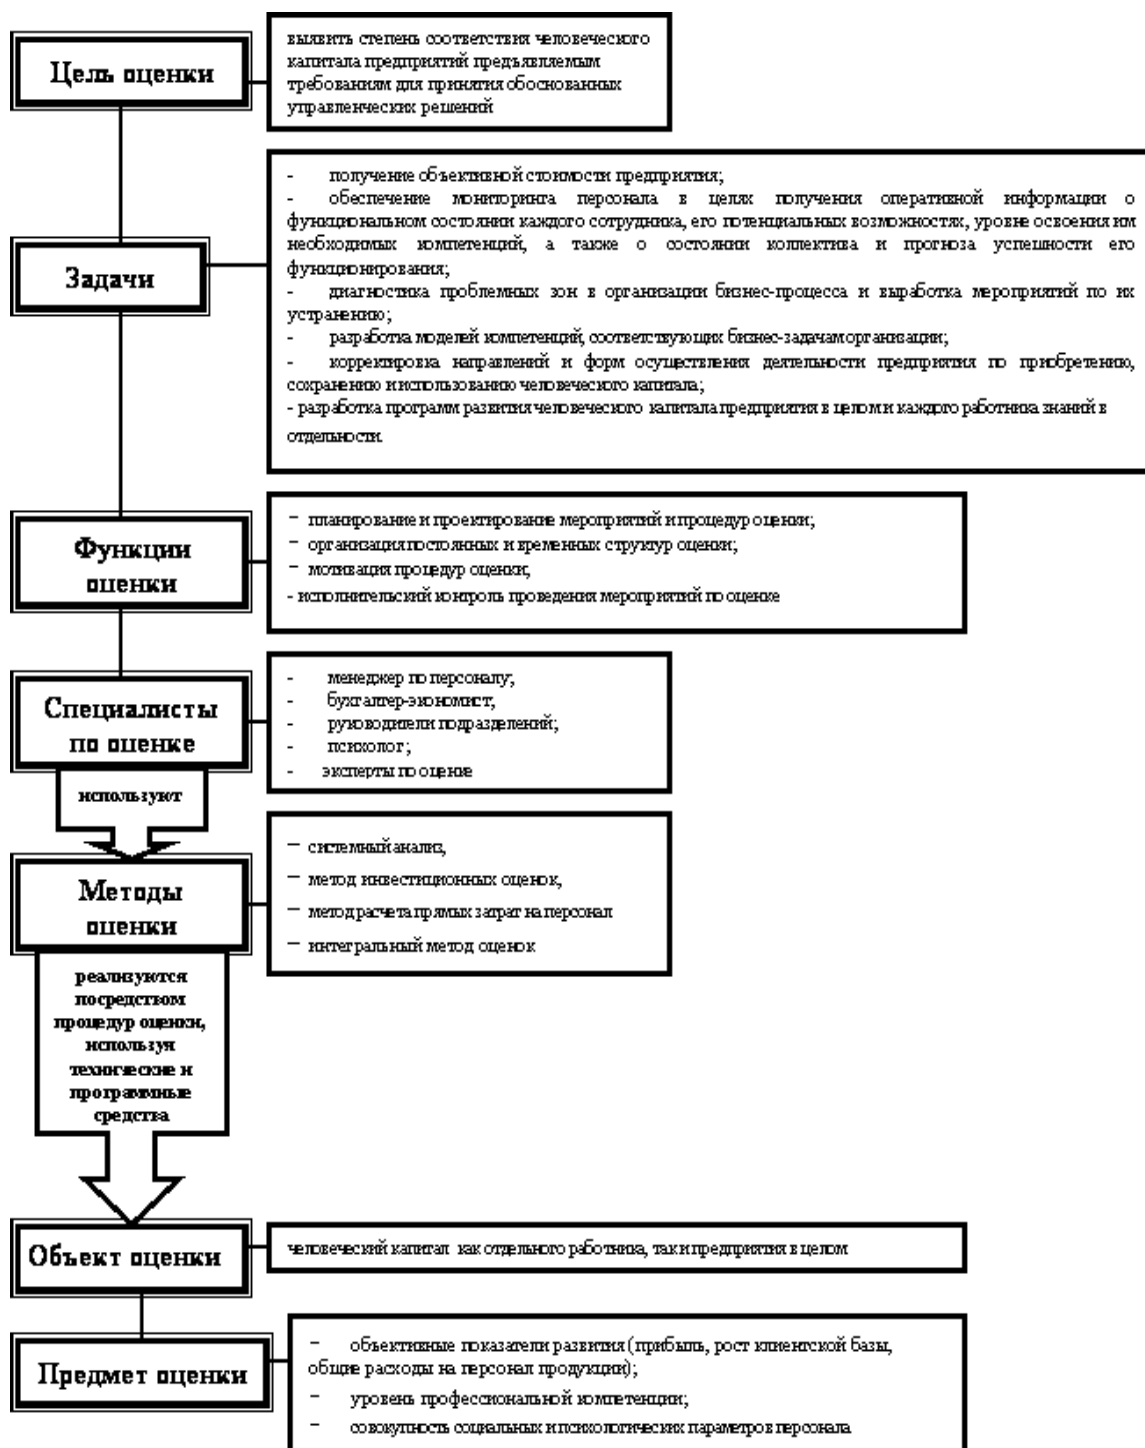 Цель оценки
выявить степень соответствия человеческого
капитала предприятий предъявляемым
требованиям для принятия обоснованных
управленческих решений
Задачи
- получение объективной стоимости предприятия;
- обеспечение мониторинга персонала в целях получения оперативной информации о
функциональном состоянии каждого сотрудника, его потенциальных возможностях, уровне освоения им
необходимых компетенций, а также о состоянии коллектива и прогноза успешности его
функционирования;
- диагностика проблемных зон в организации бизнес-процесса и выработка мероприятий по их
устранению;
- разработка моделей компетенций, соответствующих бизнес-задачам организации;
- корректировка направлений и форм осуществления деятельности предприятия по приобретению,
сохранению и использованию человеческого капитала;
- разработка программ развития человеческого капитала предприятия в целом и каждого работника знаний в
отдельности.
Функции
оценки
– планирование и проектирование мероприятий и процедур оценки;
– организация постоянных и временных структур оценки;
– мотивация процедур оценки;
- исполнительский контроль проведения мероприятий по оценке
Специалисты
по оценке
- менеджер по персоналу;
- бухгалтер-экономист;
- руководители подразделений;
- психолог;
- эксперты по оценке
используют
Методы
оценки
– системный анализ,
– метод инвестиционных оценок,
– метод расчета прямых затрат на персонал
– интегральный метод оценок
реализуются
посредством
процедур оценки,
используя
технические и
программные
средства
Объект оценки
человеческий капитал как отдельного работника, так и предприятия в целом
Предмет оценки
– объективные показатели развития (прибыль, рост клиентской базы,
общие расходы на персонал продукции);
– уровень профессиональной компетенции;
– совокупность социальных и психологических параметров персонала